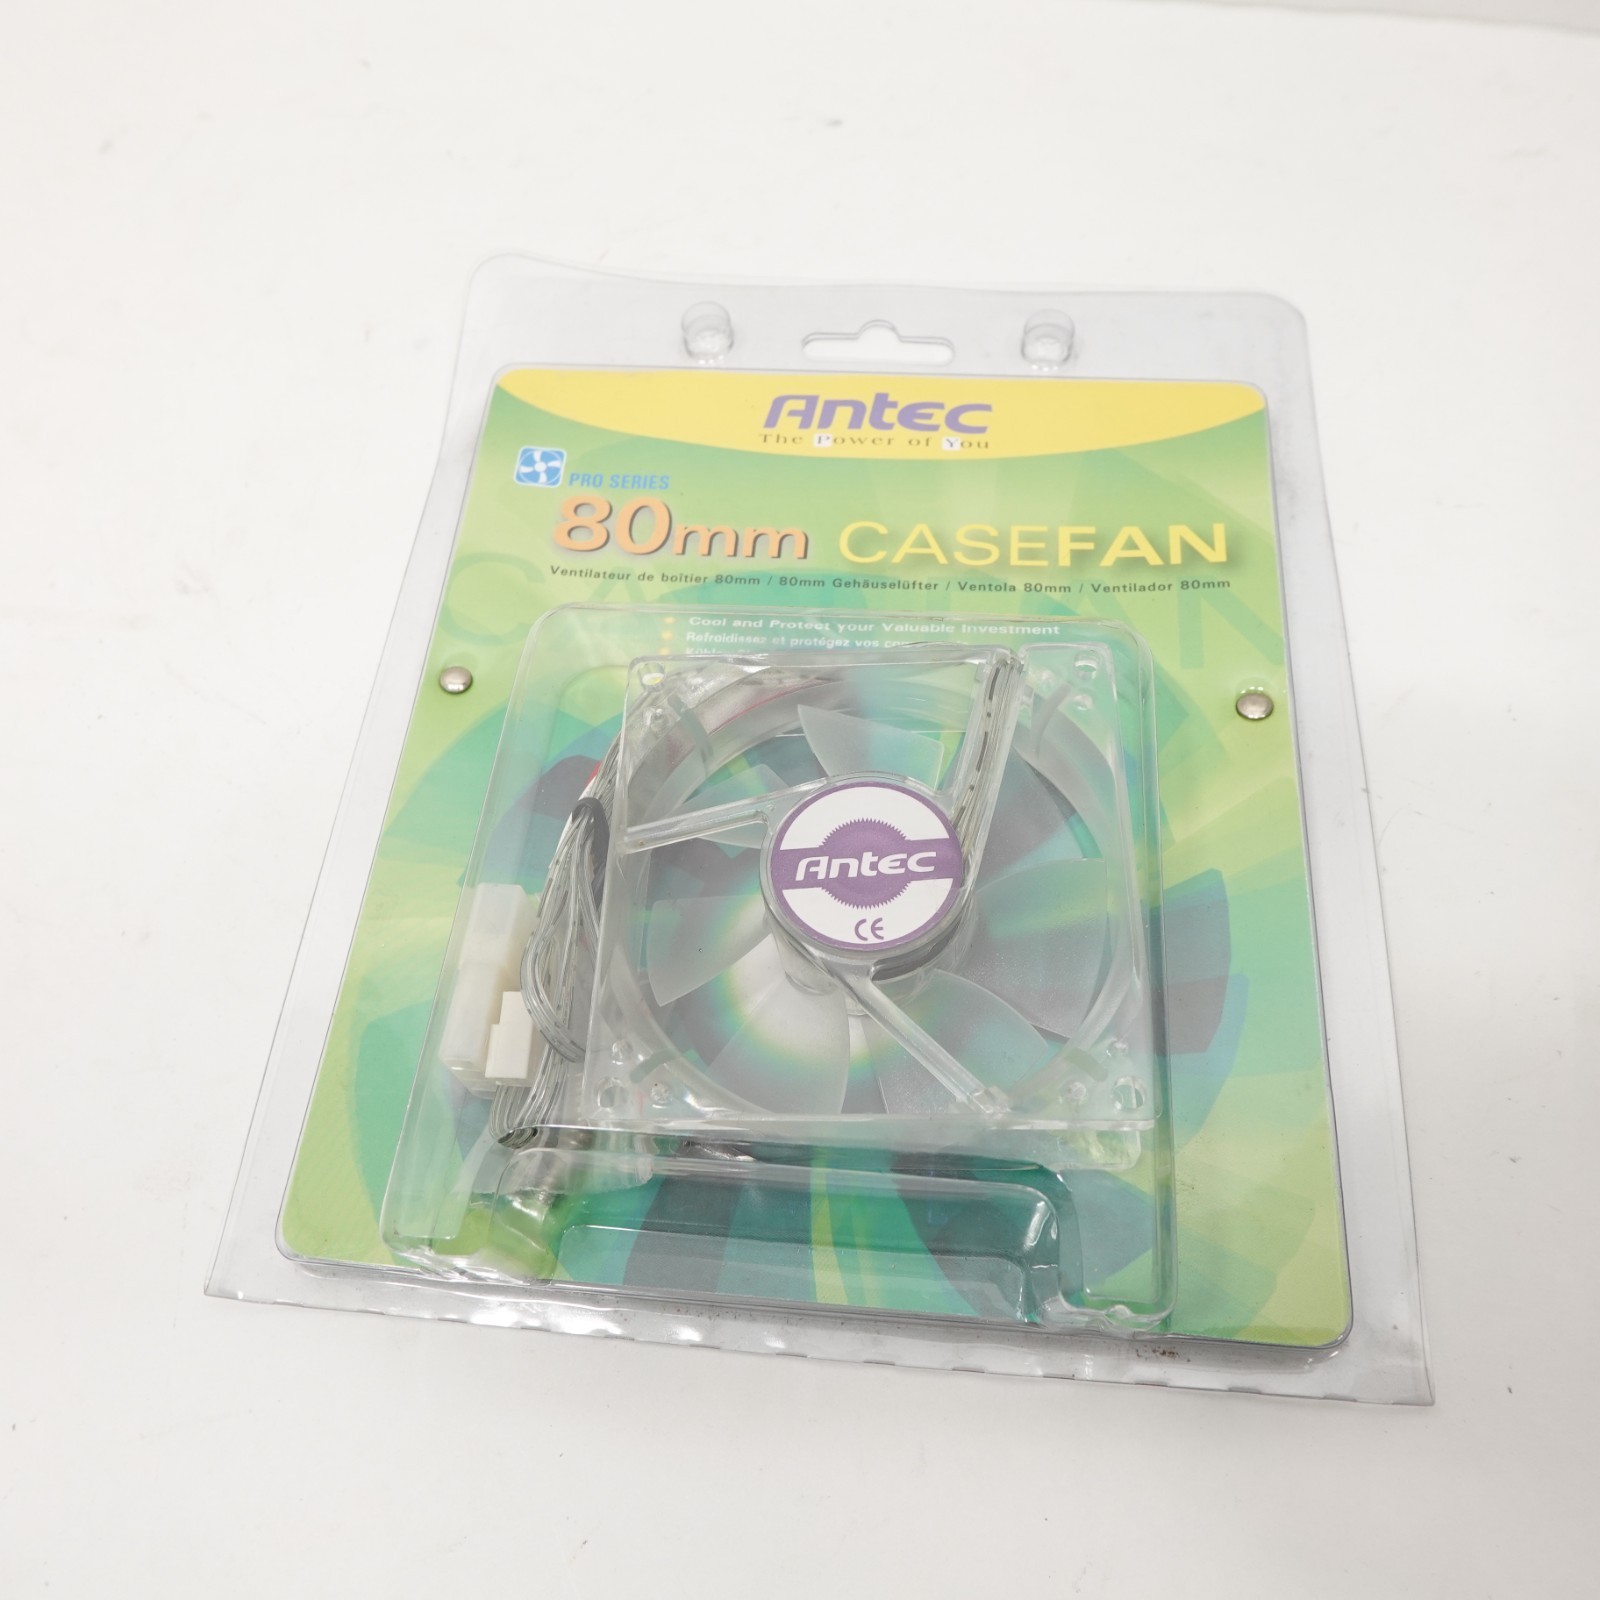 Antec
The Power of You
PRO SERIES
80mm CASEFAN
Ventilateur de boîtier 80mm / 80mm Gehäuselüfter / Ventola 80mm / Ventilador 80mm
Cool and Protect your Valuable Investment
Refroidissez et protégez vos
Antec
CE